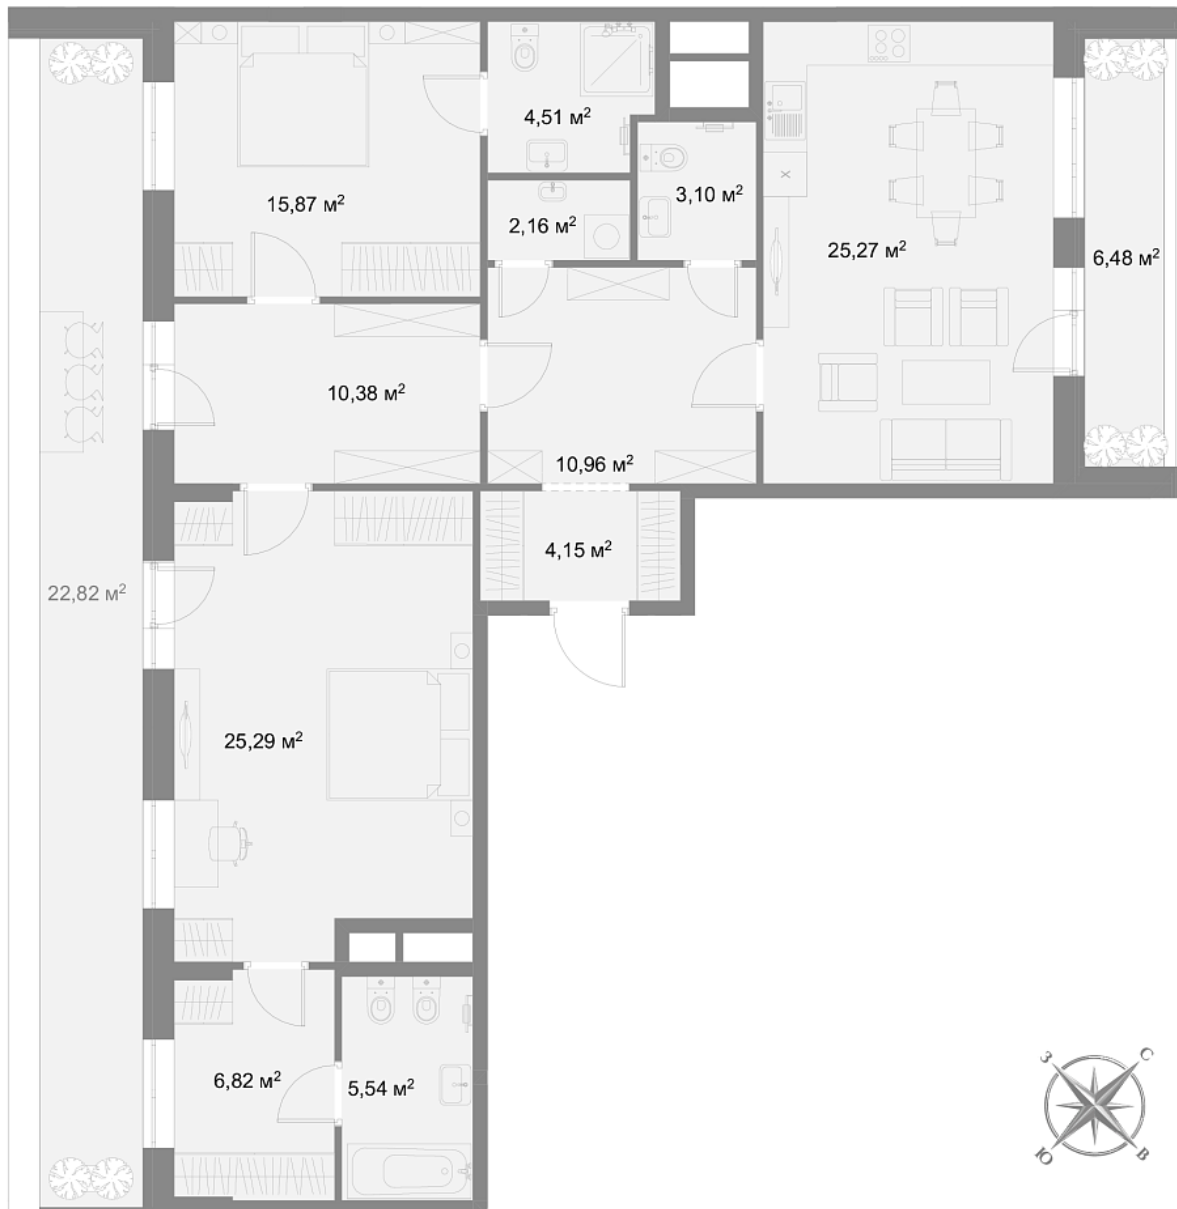 4,51 м²
15,87 м²
3,10 м²
2,16 м²
25,27 м²
6,48 м²
10,38 м²
10,96 м²
X
4,15 м²
22,82 м²
25,29 м²
6,82 м²
5,54 м²
З
С
Ю
В